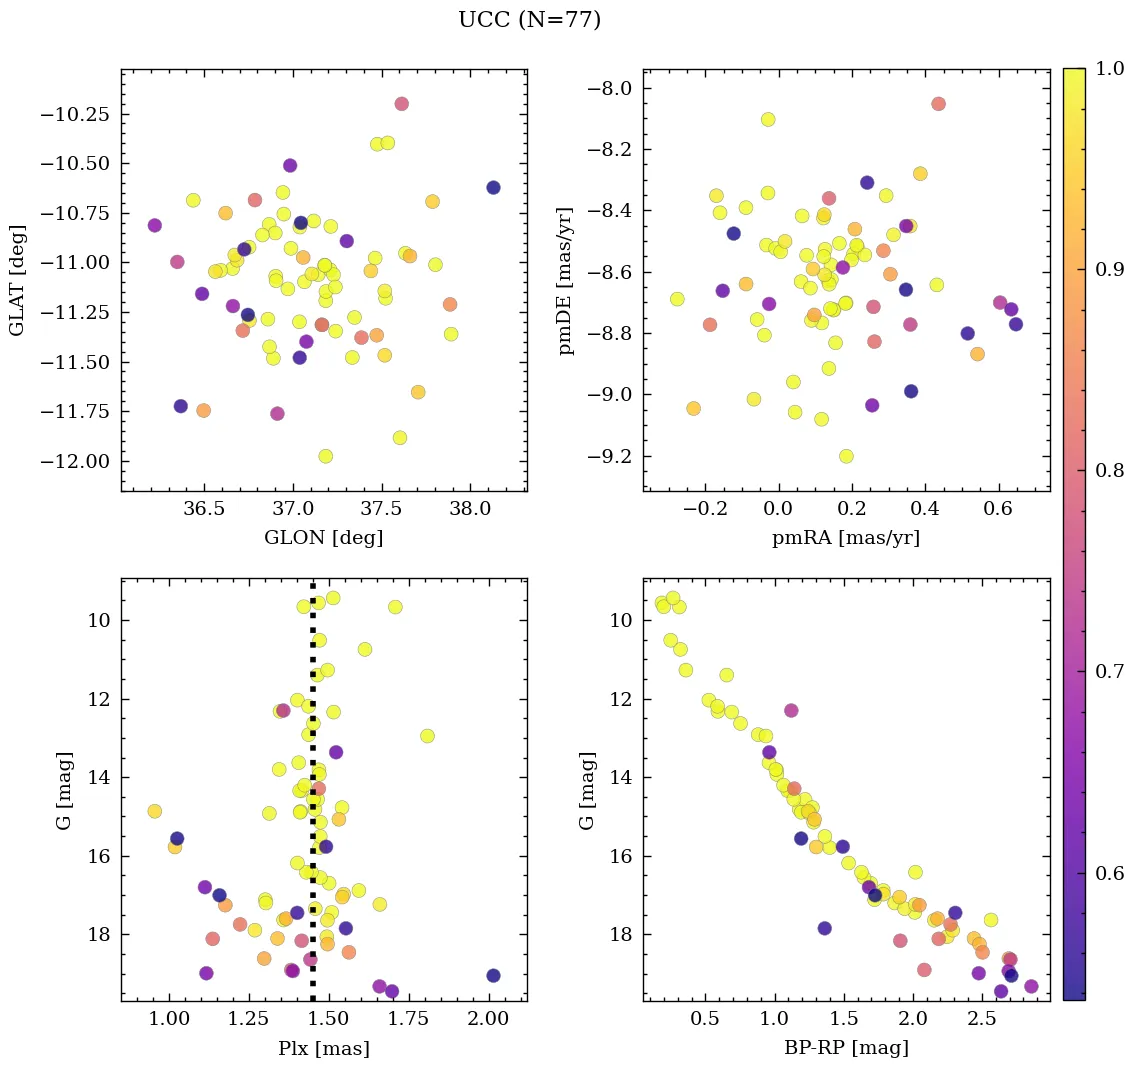 UCC (N=77)
−10.25
−10.50
−10.75
−11.00
−11.25
−11.50
−11.75
−12.00
GLAT [deg]
36.5 37.0 37.5 38.0
GLON [deg]
−8.0
−8.2
−8.4
−8.6
−8.8
−9.0
−9.2
pmDE [mas/yr]
−0.2 0.0 0.2 0.4 0.6
pmRA [mas/yr]
10
12
14
16
18
G [mag]
1.00 1.25 1.50 1.75 2.00
Plx [mas]
10
12
14
16
18
G [mag]
0.5 1.0 1.5 2.0 2.5
BP-RP [mag]
1.0
0.9
0.8
0.7
0.6